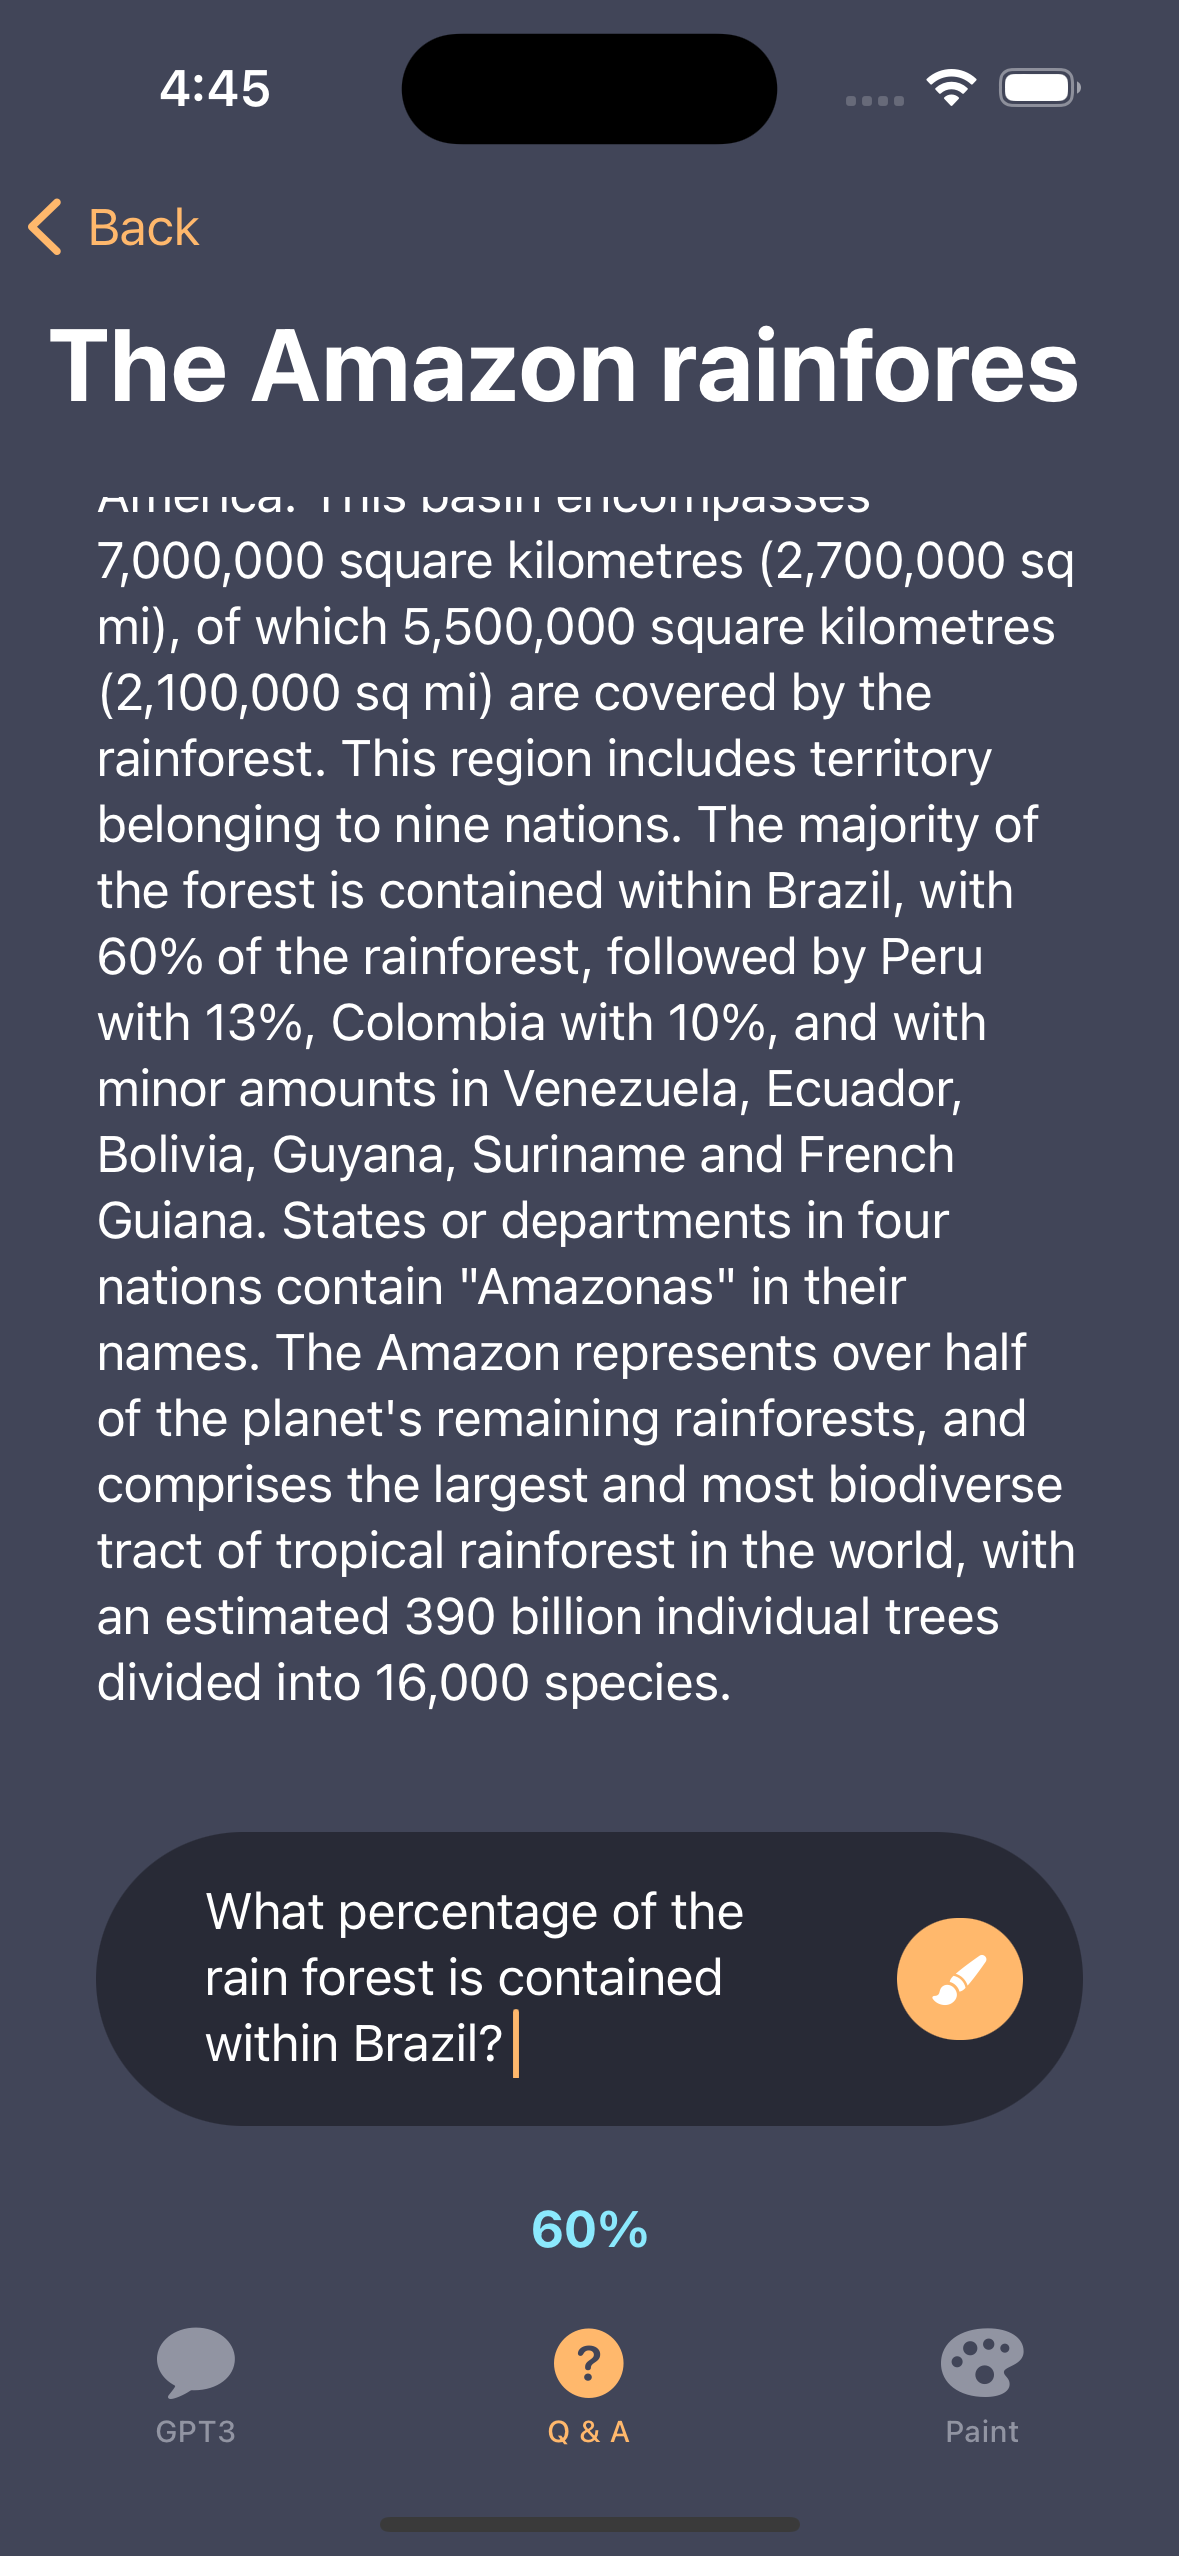 4:45
Back
The Amazon rainfores
America. This basin encompasses
7,000,000 square kilometres (2,700,000 sq
mi), of which 5,500,000 square kilometres
(2,100,000 sq mi) are covered by the
rainforest. This region includes territory
belonging to nine nations. The majority of
the forest is contained within Brazil, with
60% of the rainforest, followed by Peru
with 13%, Colombia with 10%, and with
minor amounts in Venezuela, Ecuador,
Bolivia, Guyana, Suriname and French
Guiana. States or departments in four
nations contain "Amazonas" in their
names. The Amazon represents over half
of the planet's remaining rainforests, and
comprises the largest and most biodiverse
tract of tropical rainforest in the world, with
an estimated 390 billion individual trees
divided into 16,000 species.
What percentage of the
rain forest is contained
within Brazil?
60%
?
GPT3
Q & A
Paint